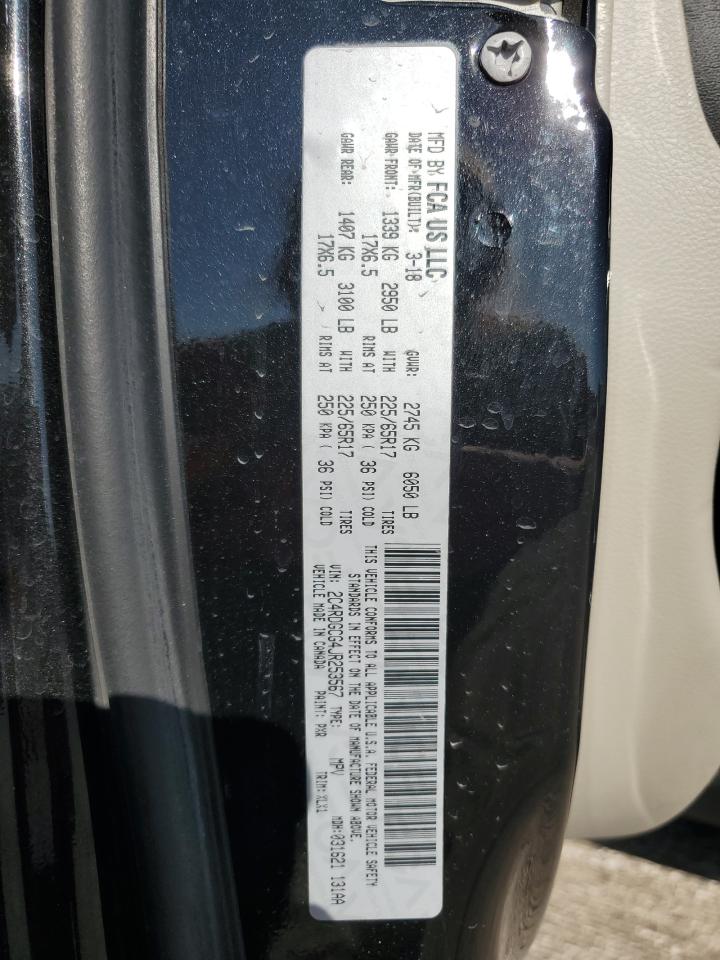 MFD BY FCA US LLC
DATE OF MFR(BUILT): 3-18 GVWR: 2745 KG 6050 LB
GAWR FRONT: 1339 KG 2950 LB WITH 225/65R17 TIRES
17X6.5 RIMS AT 250 KPA ( 36 PSI) COLD
GAWR REAR: 1407 KG 3100 LB WITH 225/65R17 TIRES
17X6.5 RIMS AT 250 KPA ( 36 PSI) COLD
THIS VEHICLE CONFORMS TO ALL APPLICABLE U.S.A. FEDERAL MOTOR VEHICLE SAFETY
STANDARDS IN EFFECT ON THE DATE OF MANUFACTURE SHOWN ABOVE.
VIN: 2C4RDGCG4JR253567 TYPE: MPV MDH:031621 131AA
VEHICLE MADE IN CANADA PAINT: PXR TRIM:XLX1